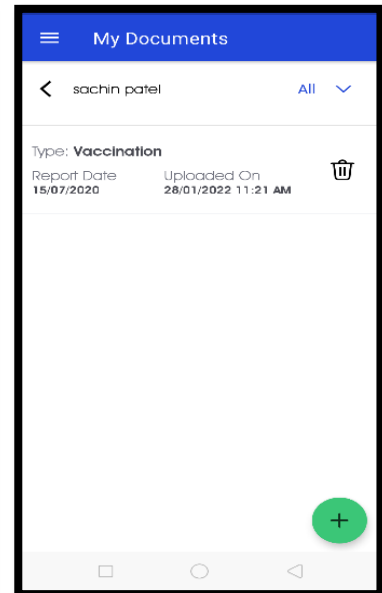 My Documents
sachin patel All
Type: Vaccination
Report Date Uploaded On
15/07/2020 28/01/2022 11:21 AM